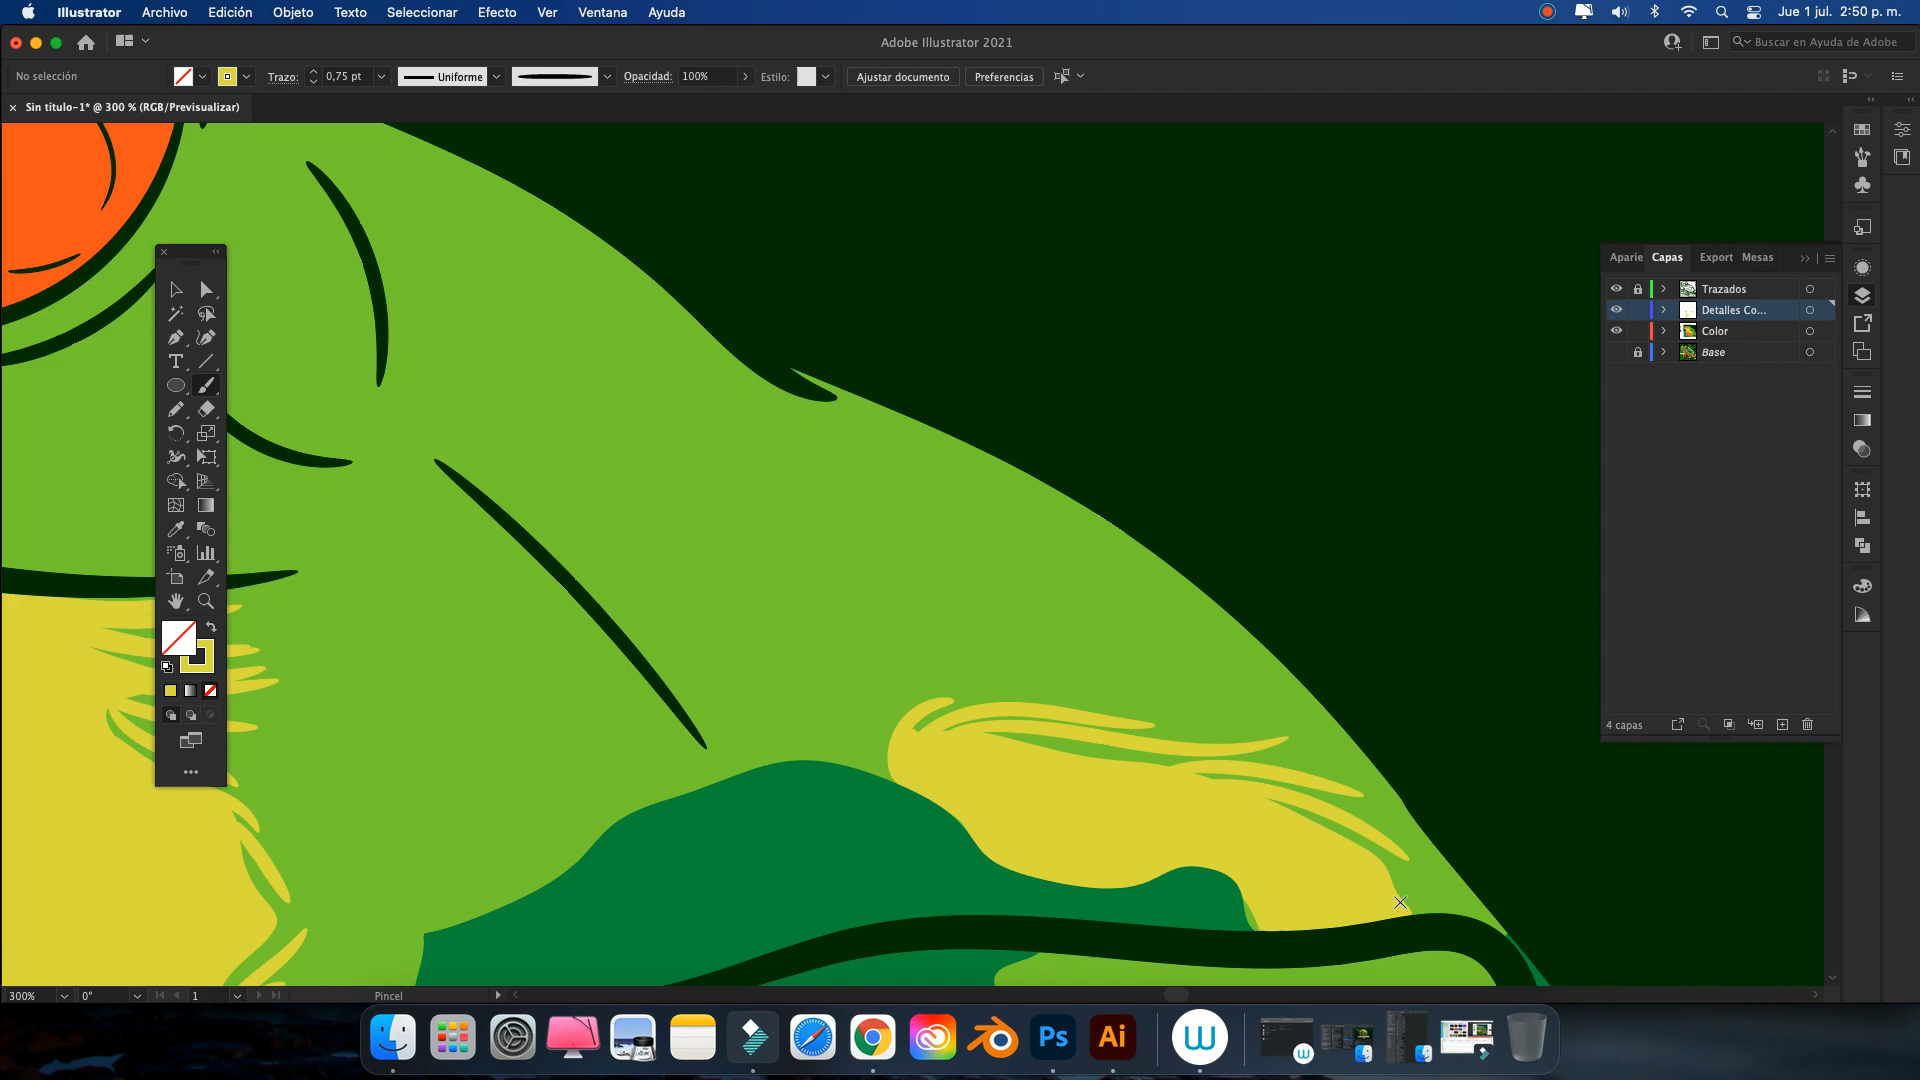 Illustrator Archivo Edición Objeto Texto Seleccionar Efecto Ver Ventana Ayuda Jue 1 jul. 2:50 p. m.
Adobe Illustrator 2021 Buscar en Ayuda de Adobe
No selección Trazo: 0,75 pt Uniforme Opacidad: 100% Estilo: Ajustar documento Preferencias
× Sin título-1* @ 300 % (RGB/Previsualizar)
Aparie Capas Export Mesas
Trazados
Detalles Co...
Color
Base
4 capas
300% 0° 1 Pincel
Ps Ai W
W